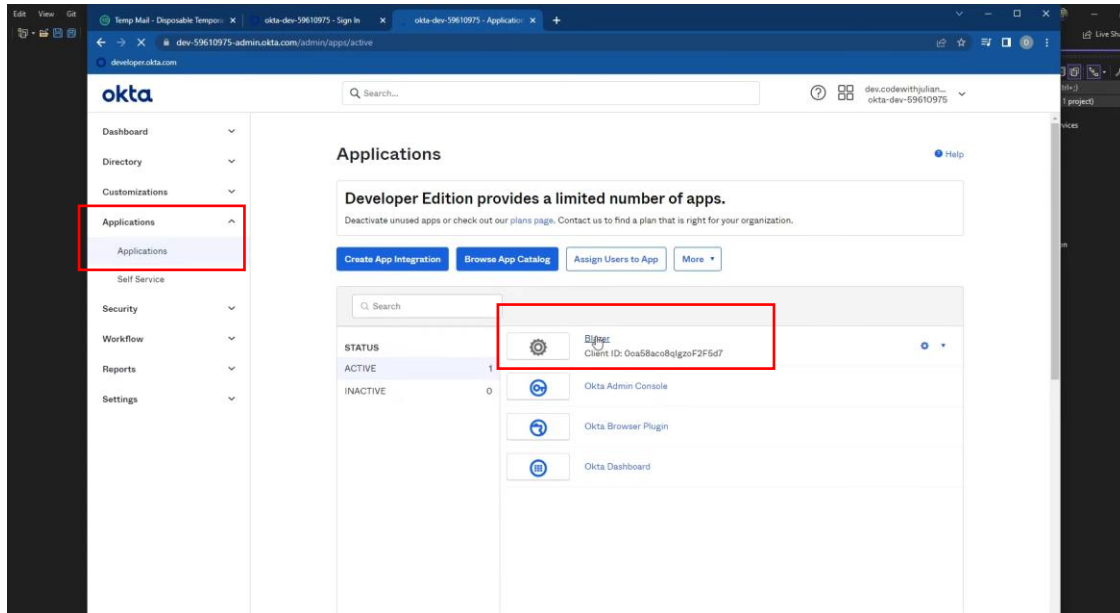 Edit View Git
Temp Mail - Disposable Tempora
okta-dev-59610975 - Sign In
okta-dev-59610975 - Application
dev-59610975-admin.okta.com/admin/apps/active
developer.okta.com
Live Sh
okta
Search...
dev.codewithjulian...
okta-dev-59610975
trl+;)
1 project)
vices
Dashboard
Directory
Customizations
Applications
Applications
Self Service
Security
Workflow
Reports
Settings
Applications
Help
Developer Edition provides a limited number of apps.
Deactivate unused apps or check out our plans page. Contact us to find a plan that is right for your organization.
Create App Integration Browse App Catalog Assign Users to App More
Search
STATUS
ACTIVE 1
INACTIVE 0
Client ID: 0oa58aco8qIgzoF2F5d7
Okta Admin Console
Okta Browser Plugin
Okta Dashboard